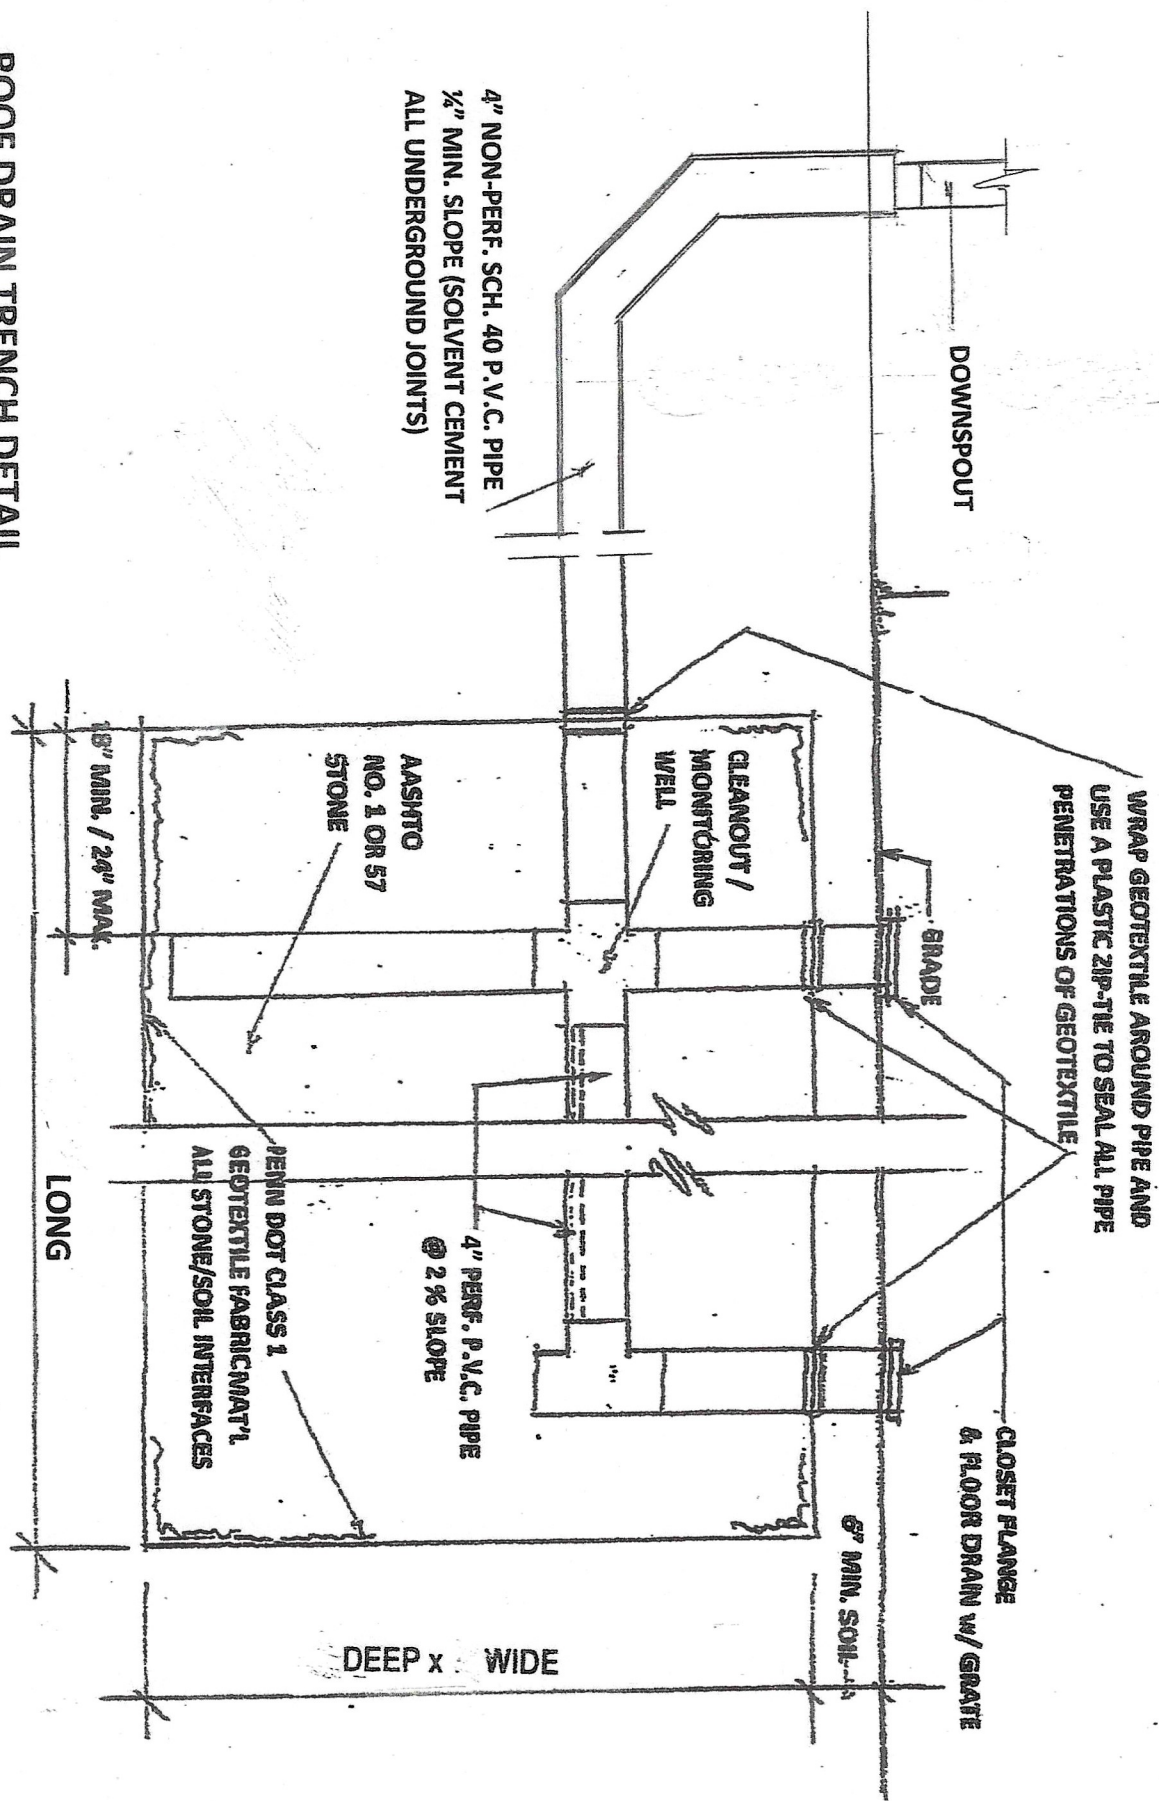 DOWNSPOUT
WRAP GEOTEXTILE AROUND PIPE AND
USE A PLASTIC ZIP-TIE TO SEAL ALL PIPE
PENETRATIONS OF GEOTEXTILE
CLOSET FLANGE
& FLOOR DRAIN w/ GRATE
GRADE
6" MIN. SOIL
4" NON-PERF. SCH. 40 P.V.C. PIPE
¼" MIN. SLOPE (SOLVENT CEMENT
ALL UNDERGROUND JOINTS)
CLEANOUT /
MONITORING
WELL
AASHTO
NO. 1 OR 57
STONE
4" PERF. P.V.C. PIPE
@ 2 % SLOPE
PENN DOT CLASS 1
GEOTEXTILE FABRICMAT'L
ALL STONE/SOIL INTERFACES
DEEP x WIDE
18" MIN. / 24" MAX.
LONG
ROOF DRAIN TRENCH DETAIL